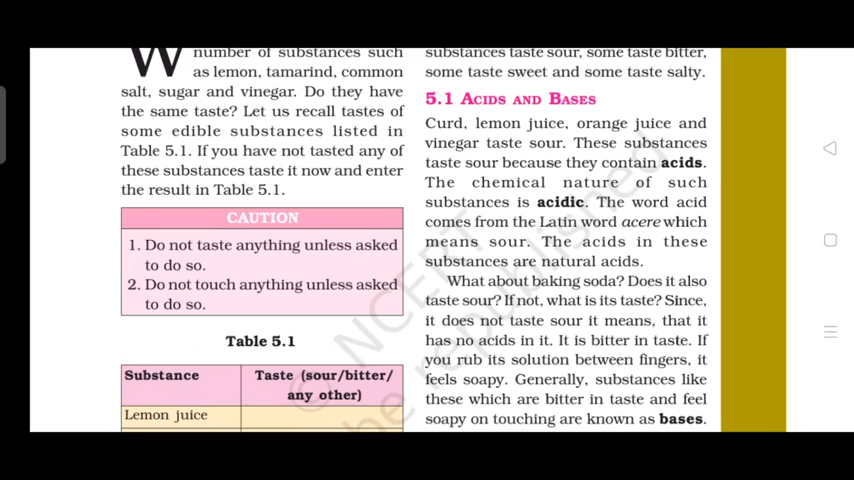 W
number of substances such
as lemon, tamarind, common
salt, sugar and vinegar. Do they have
the same taste? Let us recall tastes of
some edible substances listed in
Table 5.1. If you have not tasted any of
these substances taste it now and enter
the result in Table 5.1.
CAUTION
1. Do not taste anything unless asked
to do so.
2. Do not touch anything unless asked
to do so.
Table 5.1
Substance
Taste (sour/bitter/
any other)
Lemon juice
substances taste sour, some taste bitter,
some taste sweet and some taste salty.
5.1 ACIDS AND BASES
Curd, lemon juice, orange juice and
vinegar taste sour. These substances
taste sour because they contain acids.
The chemical nature of such
substances is acidic. The word acid
comes from the Latin word acere which
means sour. The acids in these
substances are natural acids.
What about baking soda? Does it also
taste sour? If not, what is its taste? Since,
it does not taste sour it means, that it
has no acids in it. It is bitter in taste. If
you rub its solution between fingers, it
feels soapy. Generally, substances like
these which are bitter in taste and feel
soapy on touching are known as bases.
© NCERT
be republished